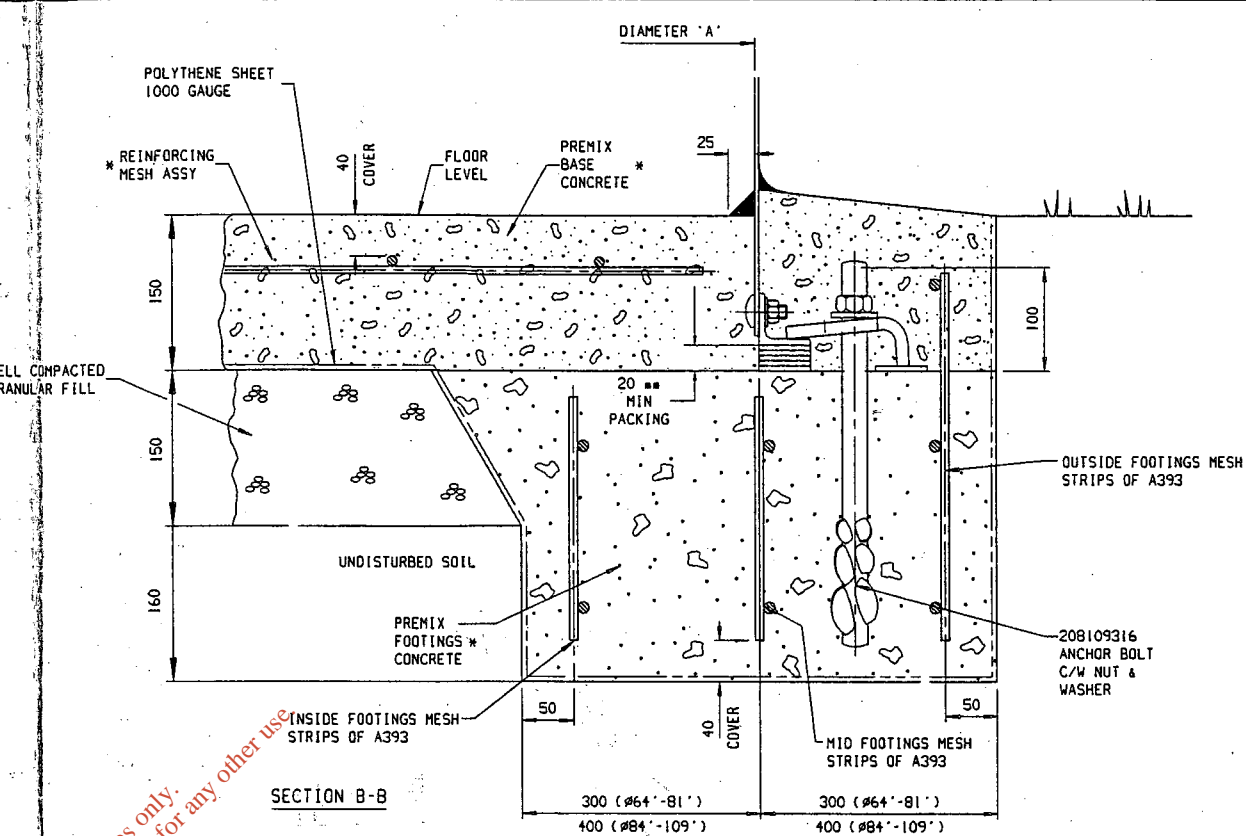 DIAMETER 'A'
POLYTHENE SHEET
1000 GAUGE
* REINFORCING
MESH ASSY
40
COVER
FLOOR
LEVEL
PREMIX
BASE *
CONCRETE
25
150
100
ELL COMPACTED
RANULAR FILL
20 mm
MIN
PACKING
150
OUTSIDE FOOTINGS MESH
STRIPS OF A393
UNDISTURBED SOIL
160
PREMIX
FOOTINGS *
CONCRETE
208109316
ANCHOR BOLT
C/W NUT &
WASHER
50
INSIDE FOOTINGS MESH
STRIPS OF A393
40
COVER
50
MID FOOTINGS MESH
STRIPS OF A393
SECTION B-B
300 (ø64'-81')
400 (ø84'-109')
300 (ø64'-81')
400 (ø84'-109')
es only.
for any other use.